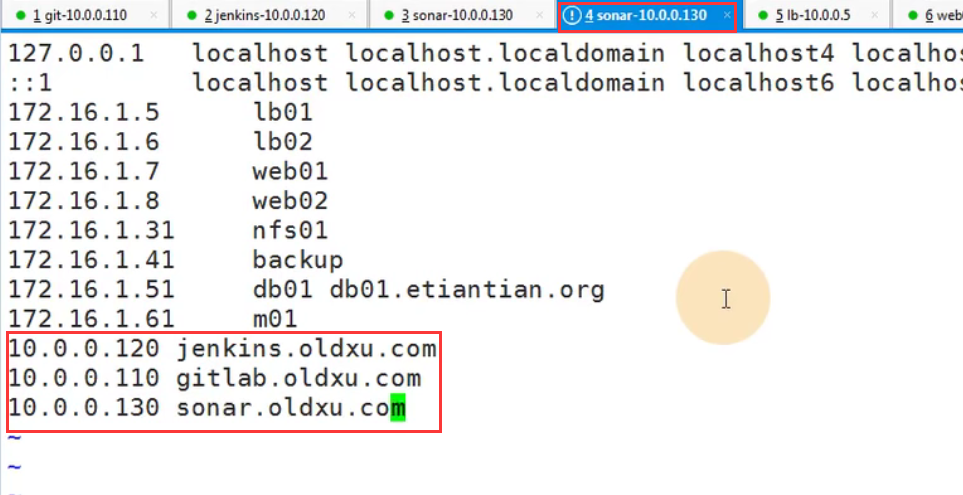 1 git-10.0.0.110 × 2 jenkins-10.0.0.120 × 3 sonar-10.0.0.130 × 4 sonar-10.0.0.130 × 5 lb-10.0.0.5 × 6 web
127.0.0.1 localhost localhost.localdomain localhost4 localhos
::1 localhost localhost.localdomain localhost6 localhos
172.16.1.5 lb01
172.16.1.6 lb02
172.16.1.7 web01
172.16.1.8 web02
172.16.1.31 nfs01
172.16.1.41 backup
172.16.1.51 db01 db01.etiantian.org
172.16.1.61 m01
10.0.0.120 jenkins.oldxu.com
10.0.0.110 gitlab.oldxu.com
10.0.0.130 sonar.oldxu.com
~
~
~